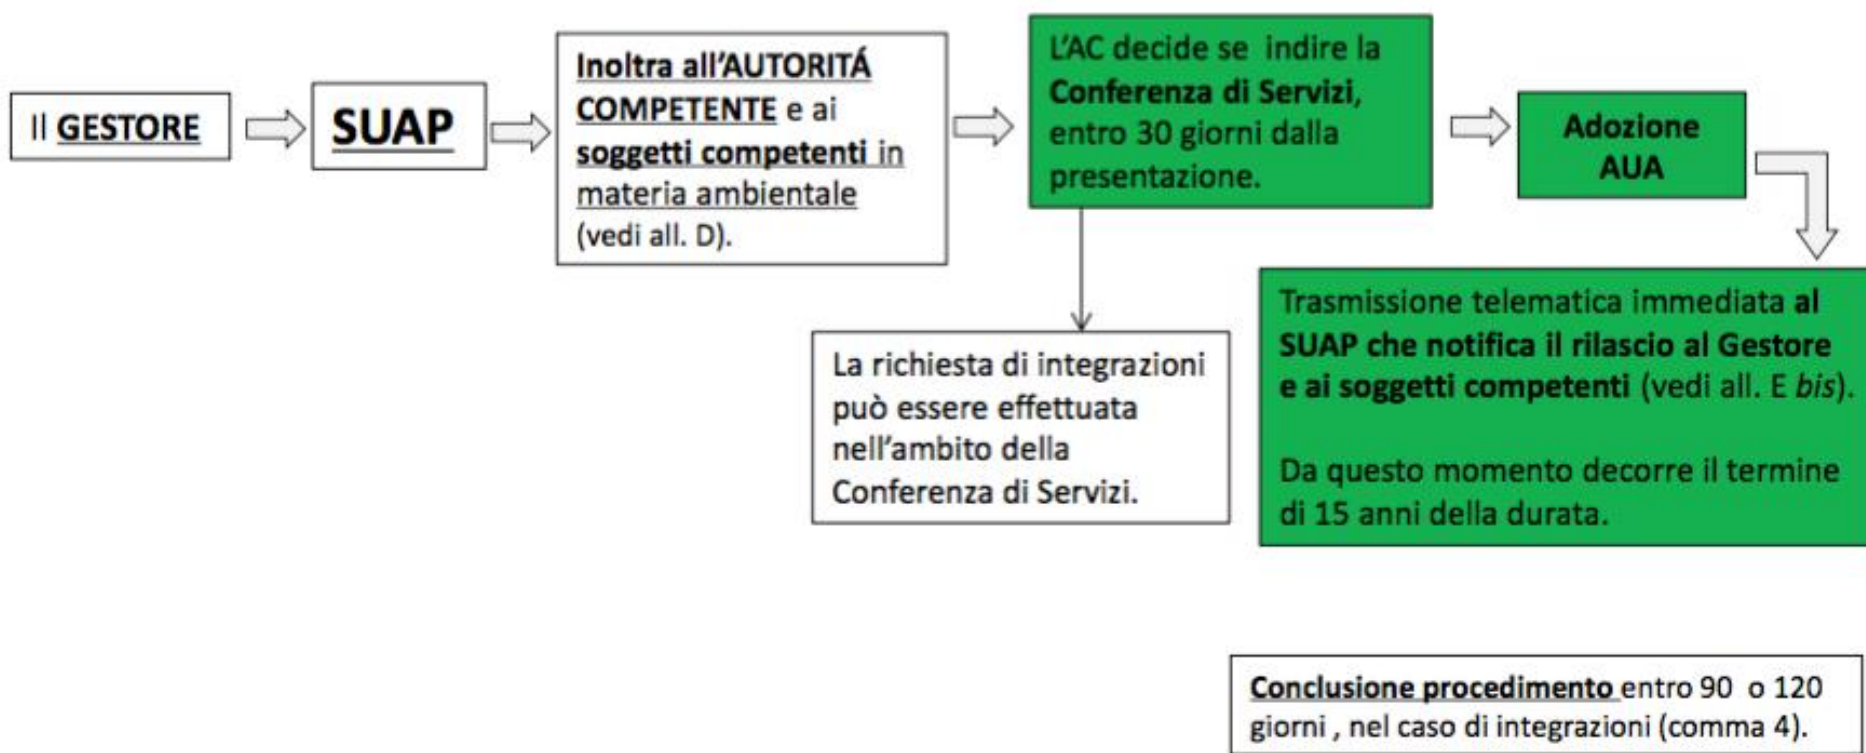 Il GESTORE
SUAP
Inoltra all'AUTORITÁ
COMPETENTE e ai
soggetti competenti in
materia ambientale
(vedi all. D).
L'AC decide se indire la
Conferenza di Servizi,
entro 30 giorni dalla
presentazione.
Adozione
AUA
La richiesta di integrazioni
può essere effettuata
nell'ambito della
Conferenza di Servizi.
Trasmissione telematica immediata al
SUAP che notifica il rilascio al Gestore
e ai soggetti competenti (vedi all. E bis).
Da questo momento decorre il termine
di 15 anni della durata.
Conclusione procedimento entro 90 o 120
giorni , nel caso di integrazioni (comma 4).